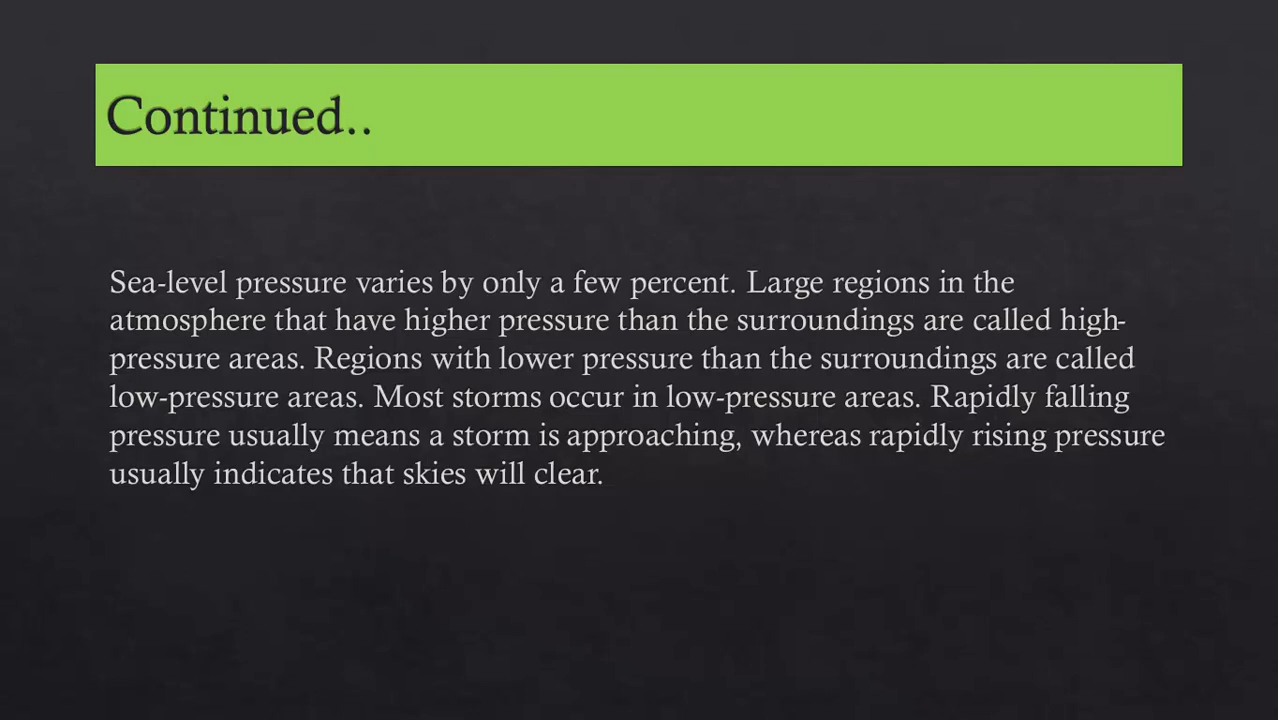 Continued..
Sea-level pressure varies by only a few percent. Large regions in the
atmosphere that have higher pressure than the surroundings are called high-
pressure areas. Regions with lower pressure than the surroundings are called
low-pressure areas. Most storms occur in low-pressure areas. Rapidly falling
pressure usually means a storm is approaching, whereas rapidly rising pressure
usually indicates that skies will clear.